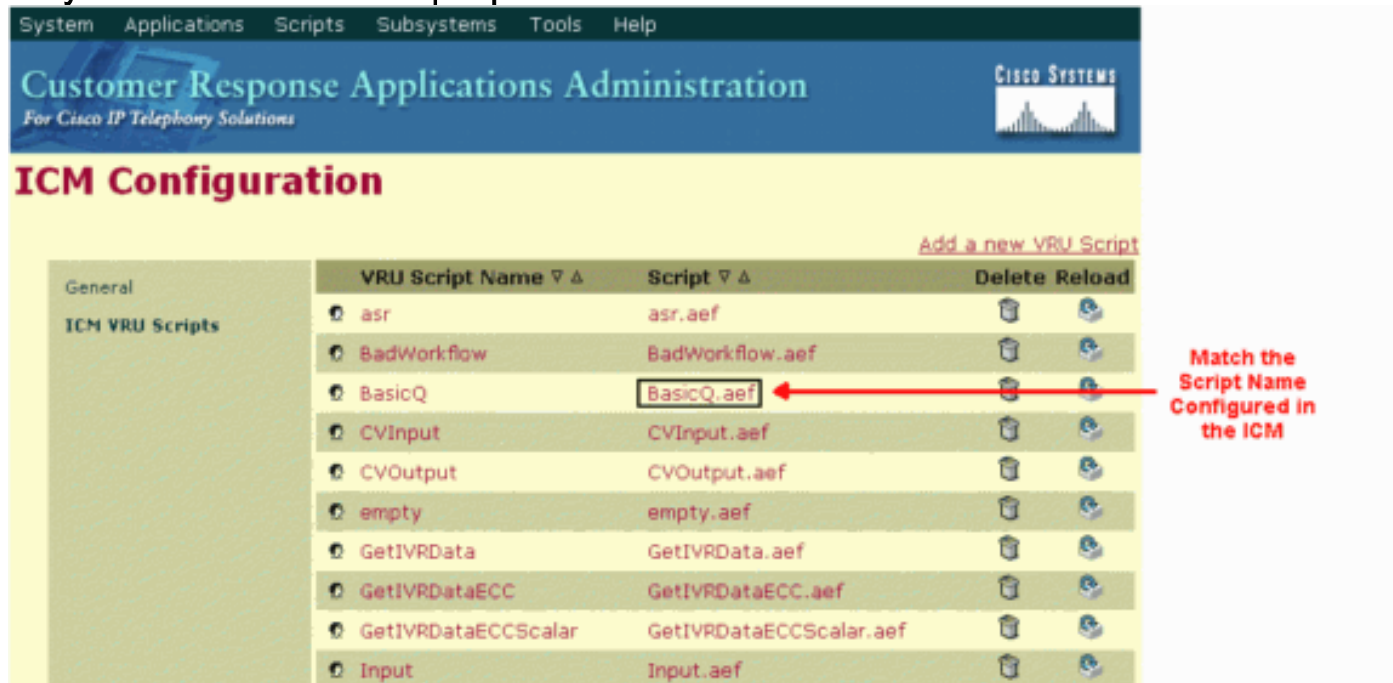 System Applications Scripts Subsystems Tools Help
Customer Response Applications Administration
For Cisco IP Telephony Solutions
CISCO SYSTEMS
ICM Configuration
Add a new VRU Script
General
ICM VRU Scripts
VRU Script Name Script Delete Reload
asr asr.aef
BadWorkflow BadWorkflow.aef
BasicQ BasicQ.aef
CVInput CVInput.aef
CVOutput CVOutput.aef
empty empty.aef
GetIVRData GetIVRData.aef
GetIVRDataECC GetIVRDataECC.aef
GetIVRDataECCScalar GetIVRDataECCScalar.aef
Input Input.aef
Match the
Script Name
Configured in
the ICM